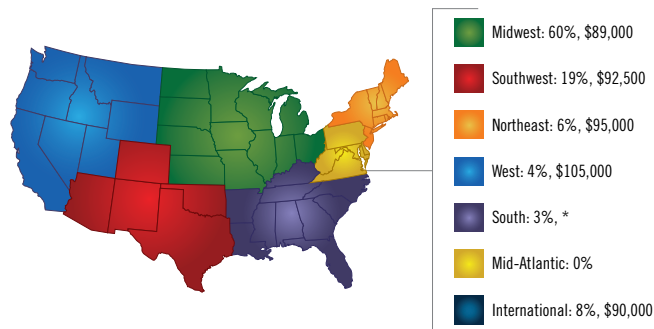 Midwest: 60%, $89,000
Southwest: 19%, $92,500
Northeast: 6%, $95,000
West: 4%, $105,000
South: 3%, *
Mid-Atlantic: 0%
International: 8%, $90,000